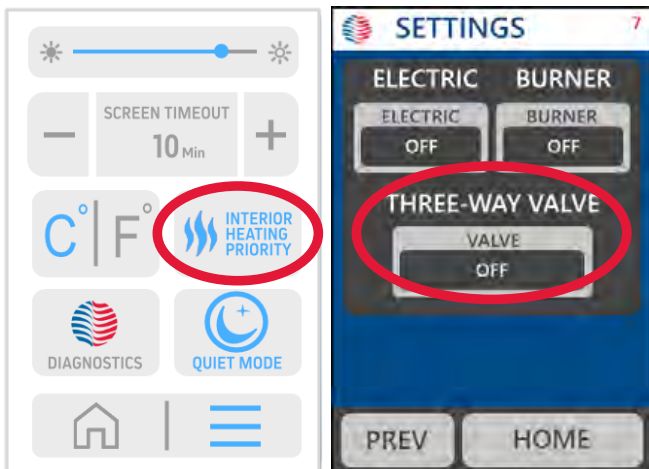 SCREEN TIMEOUT
10 Min
C° | F°
INTERIOR
HEATING
PRIORITY
DIAGNOSTICS
QUIET MODE
SETTINGS
7
ELECTRIC BURNER
ELECTRIC BURNER
OFF OFF
THREE-WAY VALVE
VALVE
OFF
PREV HOME